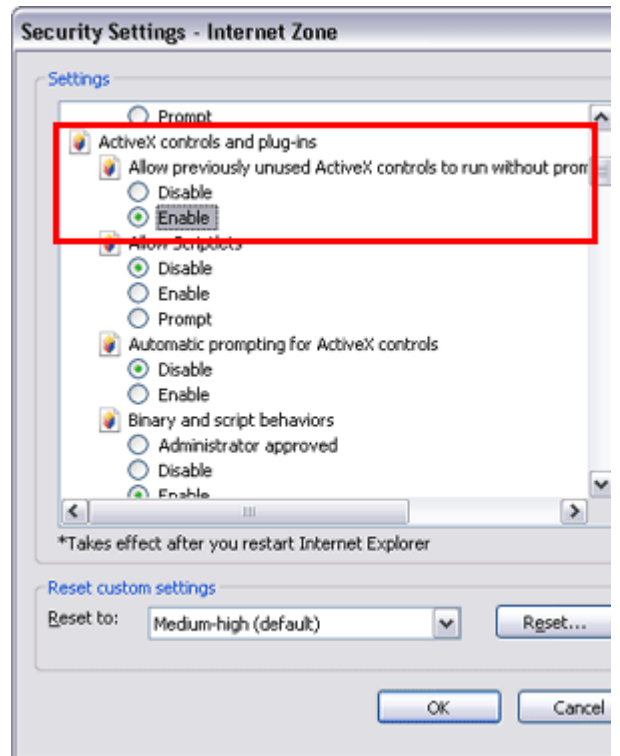 Security Settings - Internet Zone
Settings
Prompt
ActiveX controls and plug-ins
Allow previously unused ActiveX controls to run without prom
Disable
Enable
Allow Scriptlets
Disable
Enable
Prompt
Automatic prompting for ActiveX controls
Disable
Enable
Binary and script behaviors
Administrator approved
Disable
Enable
*Takes effect after you restart Internet Explorer
Reset custom settings
Reset to: Medium-high (default) Reset...
OK Cancel